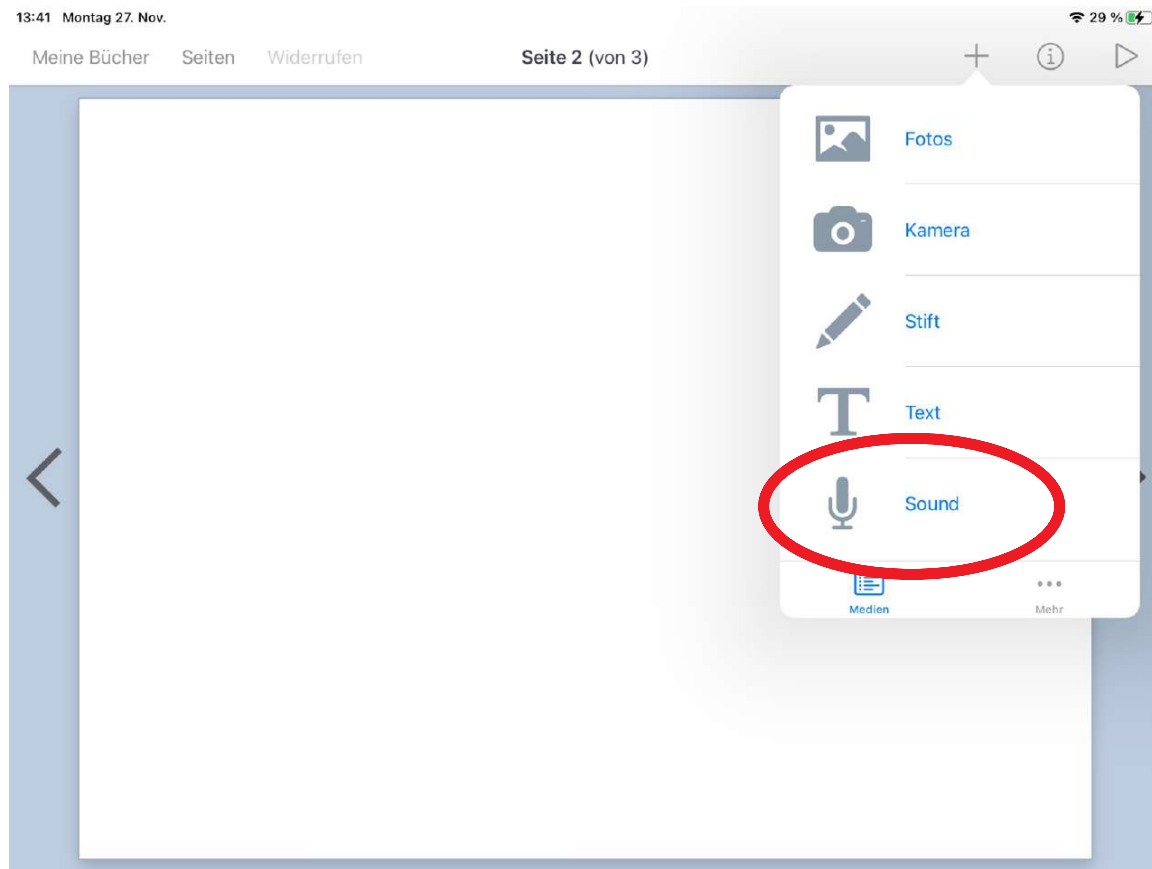 13:41 Montag 27. Nov. 29 %
Meine Bücher Seiten Widerrufen Seite 2 (von 3)
Fotos
Kamera
Stift
Text
Sound
Medien Mehr